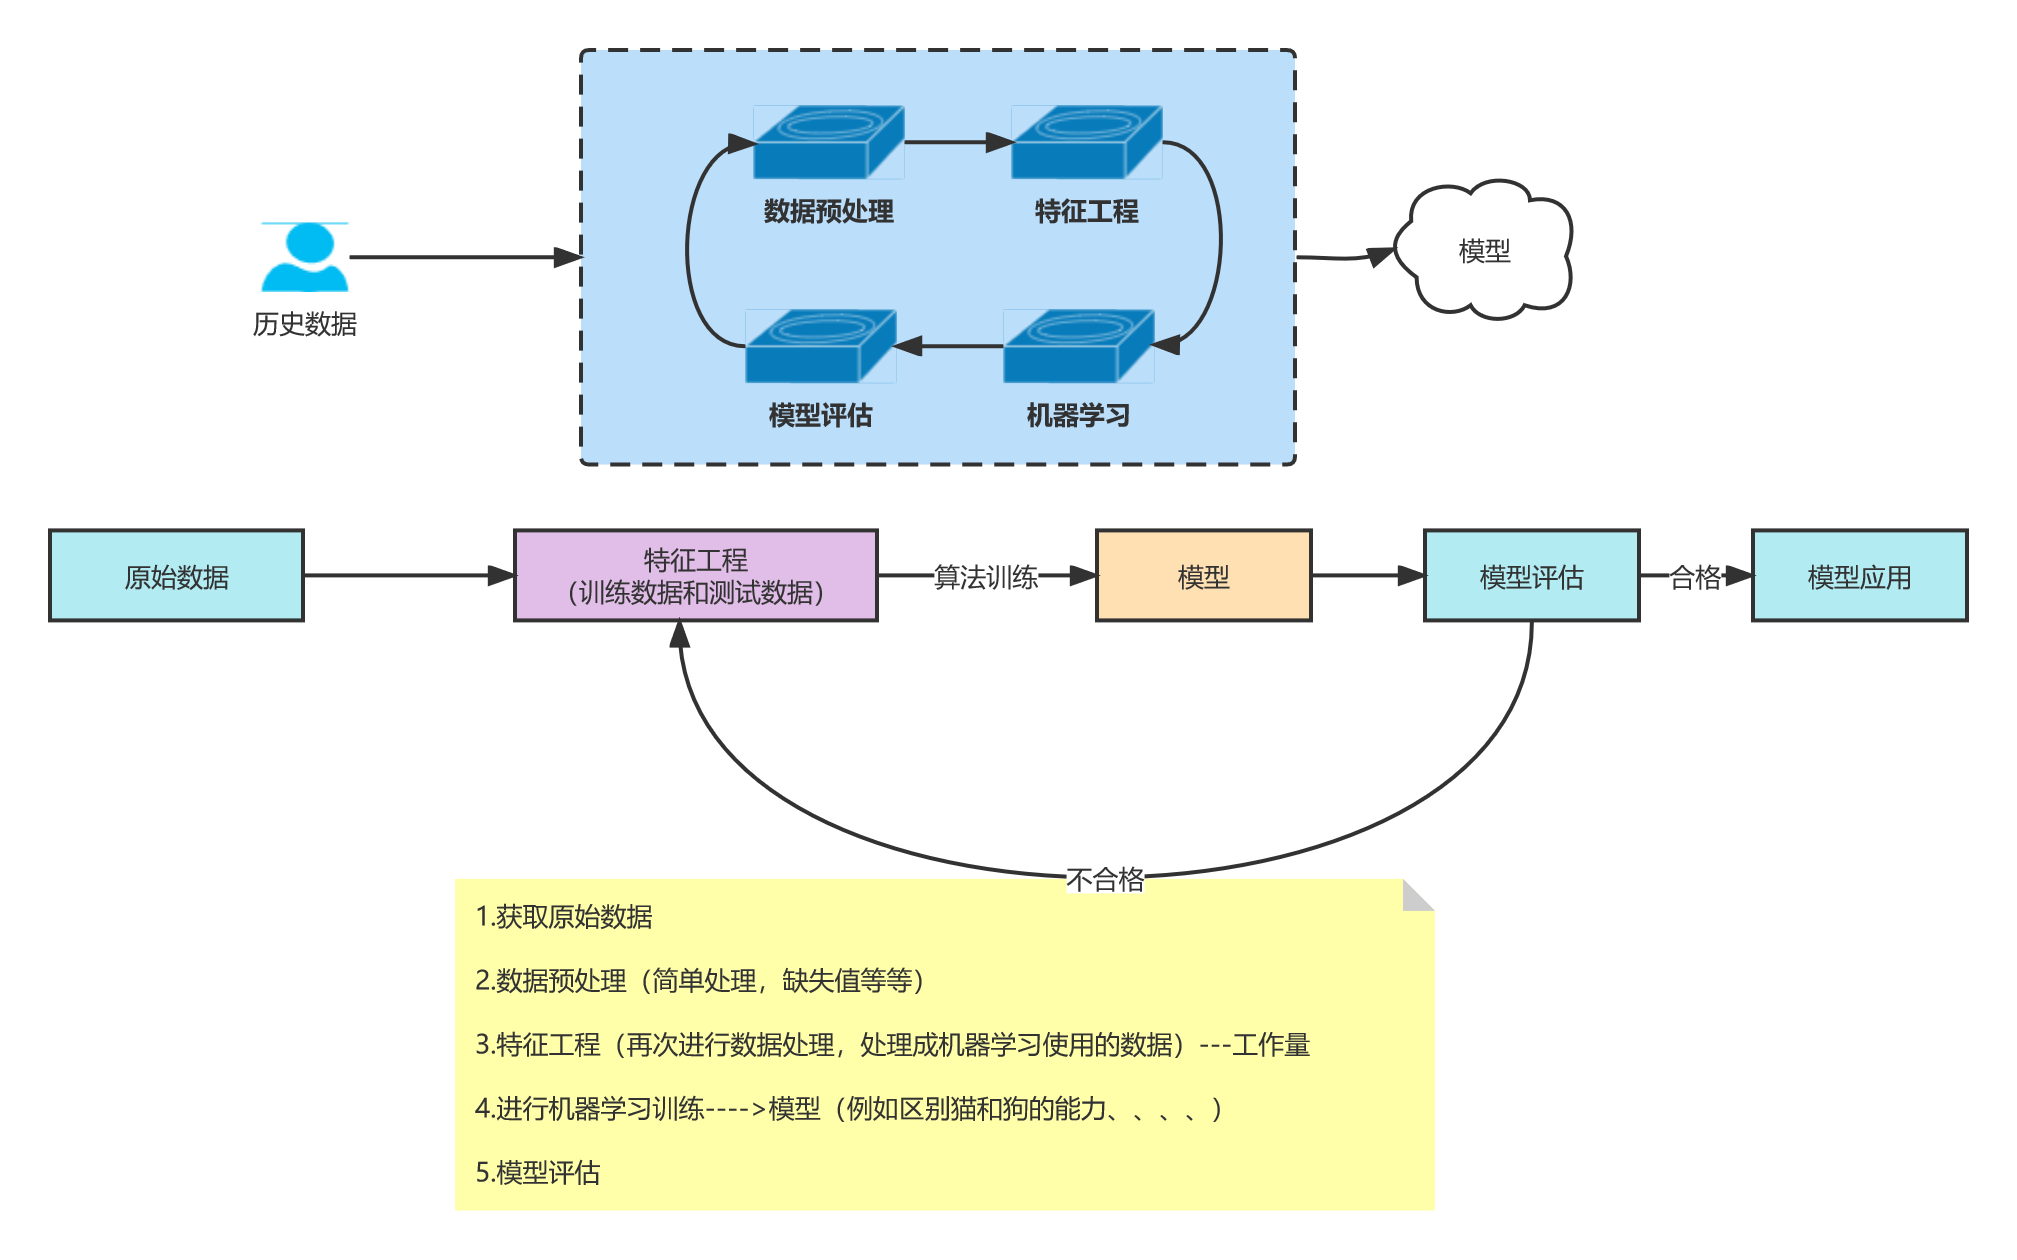 数据预处理
特征工程
历史数据
模型
模型评估
机器学习
原始数据
特征工程
（训练数据和测试数据）
算法训练
模型
模型评估
合格
模型应用
不合格
1.获取原始数据
2.数据预处理（简单处理，缺失值等等）
3.特征工程（再次进行数据处理，处理成机器学习使用的数据）---工作量
4.进行机器学习训练---->模型（例如区别猫和狗的能力、、、、）
5.模型评估